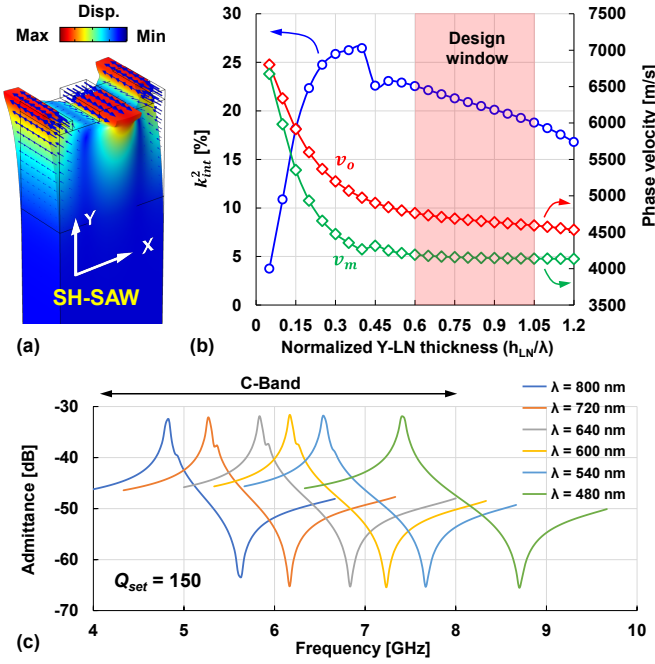 Disp.
Max Min
Y
X
SH-SAW
(a)
30
25
20
15
10
5
0
k²int [%]
7500
7000
6500
6000
5500
5000
4500
4000
3500
Phase velocity [m/s]
Design
window
vo
vm
0 0.15 0.3 0.45 0.6 0.75 0.9 1.05 1.2
Normalized Y-LN thickness (hLN/λ)
(b)
C-Band
-30
-40
-50
-60
-70
Admittance [dB]
λ = 800 nm
λ = 720 nm
λ = 640 nm
λ = 600 nm
λ = 540 nm
λ = 480 nm
Qset = 150
4 5 6 7 8 9 10
Frequency [GHz]
(c)